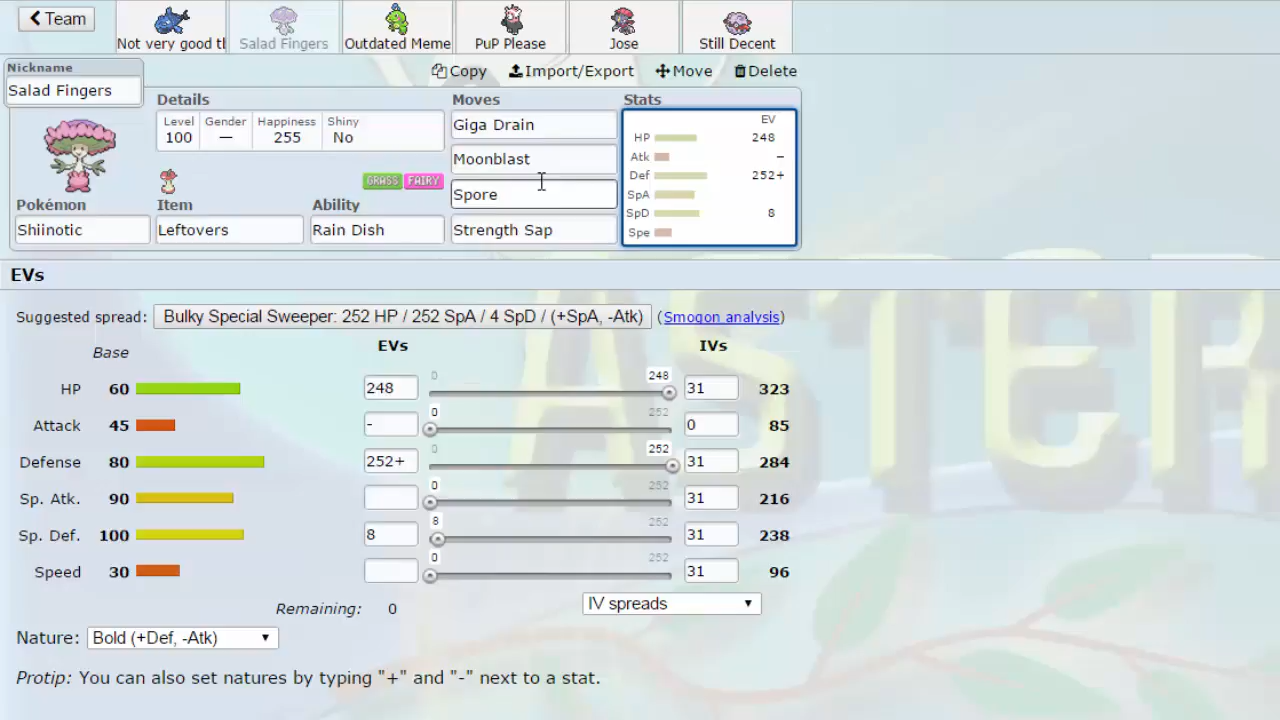 Team
Not very good tl
Salad Fingers
Outdated Meme
PuP Please
Jose
Still Decent
Nickname
Salad Fingers
Copy
Import/Export
Move
Delete
Details
Moves
Stats
Level
Gender
Happiness
Shiny
100
—
255
No
Giga Drain
Moonblast
Spore
Strength Sap
EV
HP 248
Atk –
Def 252+
SpA
SpD 8
Spe
GRASS FAIRY
Pokémon
Item
Ability
Shiinotic
Leftovers
Rain Dish
EVs
Suggested spread: Bulky Special Sweeper: 252 HP / 252 SpA / 4 SpD / (+SpA, -Atk) (Smogon analysis)
Base EVs IVs
HP 60 248 0 248 31 323
Attack 45 - 0 252 0 85
Defense 80 252+ 0 252 31 284
Sp. Atk. 90 0 252 31 216
Sp. Def. 100 8 8 252 31 238
Speed 30 0 252 31 96
Remaining: 0
IV spreads
Nature: Bold (+Def, -Atk)
Protip: You can also set natures by typing "+" and "-" next to a stat.
ASTER